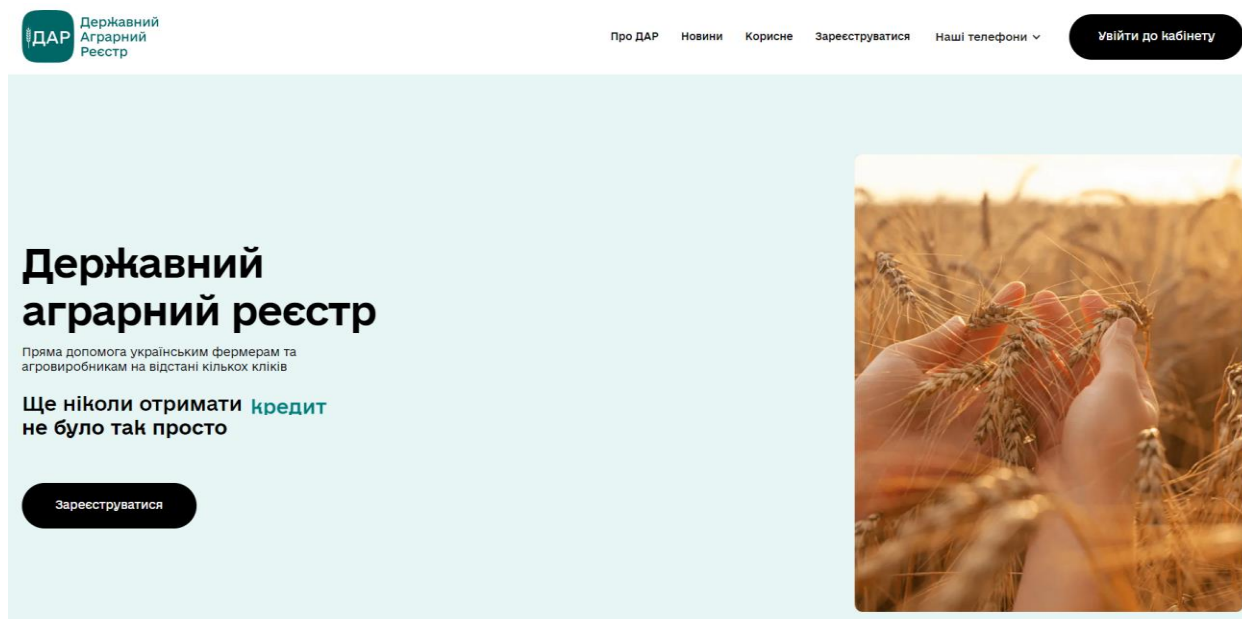 ДАР
Державний
Аграрний
Реєстр
Про ДАР Новини Корисне Зареєструватися Наші телефони Увійти до кабінету
Державний
аграрний реєстр
Пряма допомога українським фермерам та
агровиробникам на відстані кількох кліків
Ще ніколи отримати кредит
не було так просто
Зареєструватися